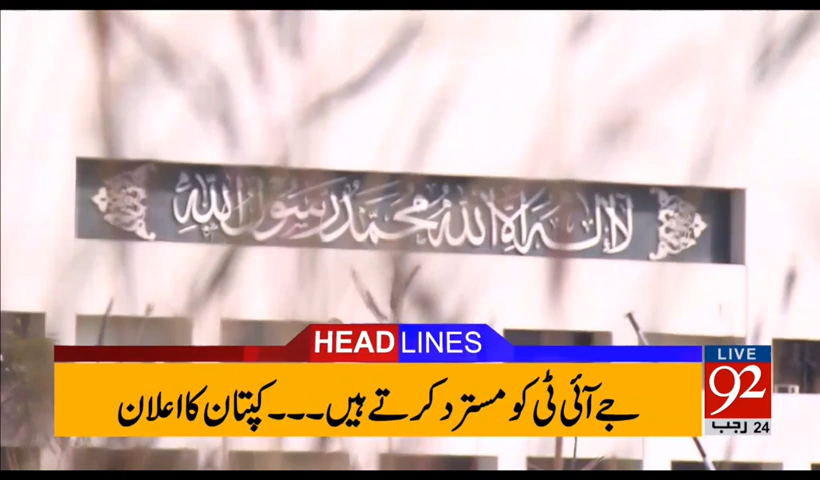 لا إله إلا الله محمد رسول الله
HEADLINES
جے آئی ٹی کو مسترد کرتے ہیں۔۔۔کپتان کا اعلان
LIVE
92
24 رجب